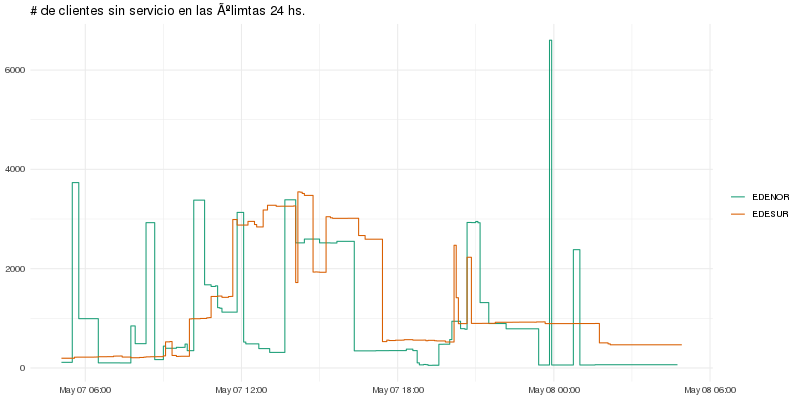 # de clientes sin servicio en las Ãºlimtas 24 hs.
6000
4000
2000
0
May 07 06:00
May 07 12:00
May 07 18:00
May 08 00:00
May 08 06:00
EDENOR
EDESUR